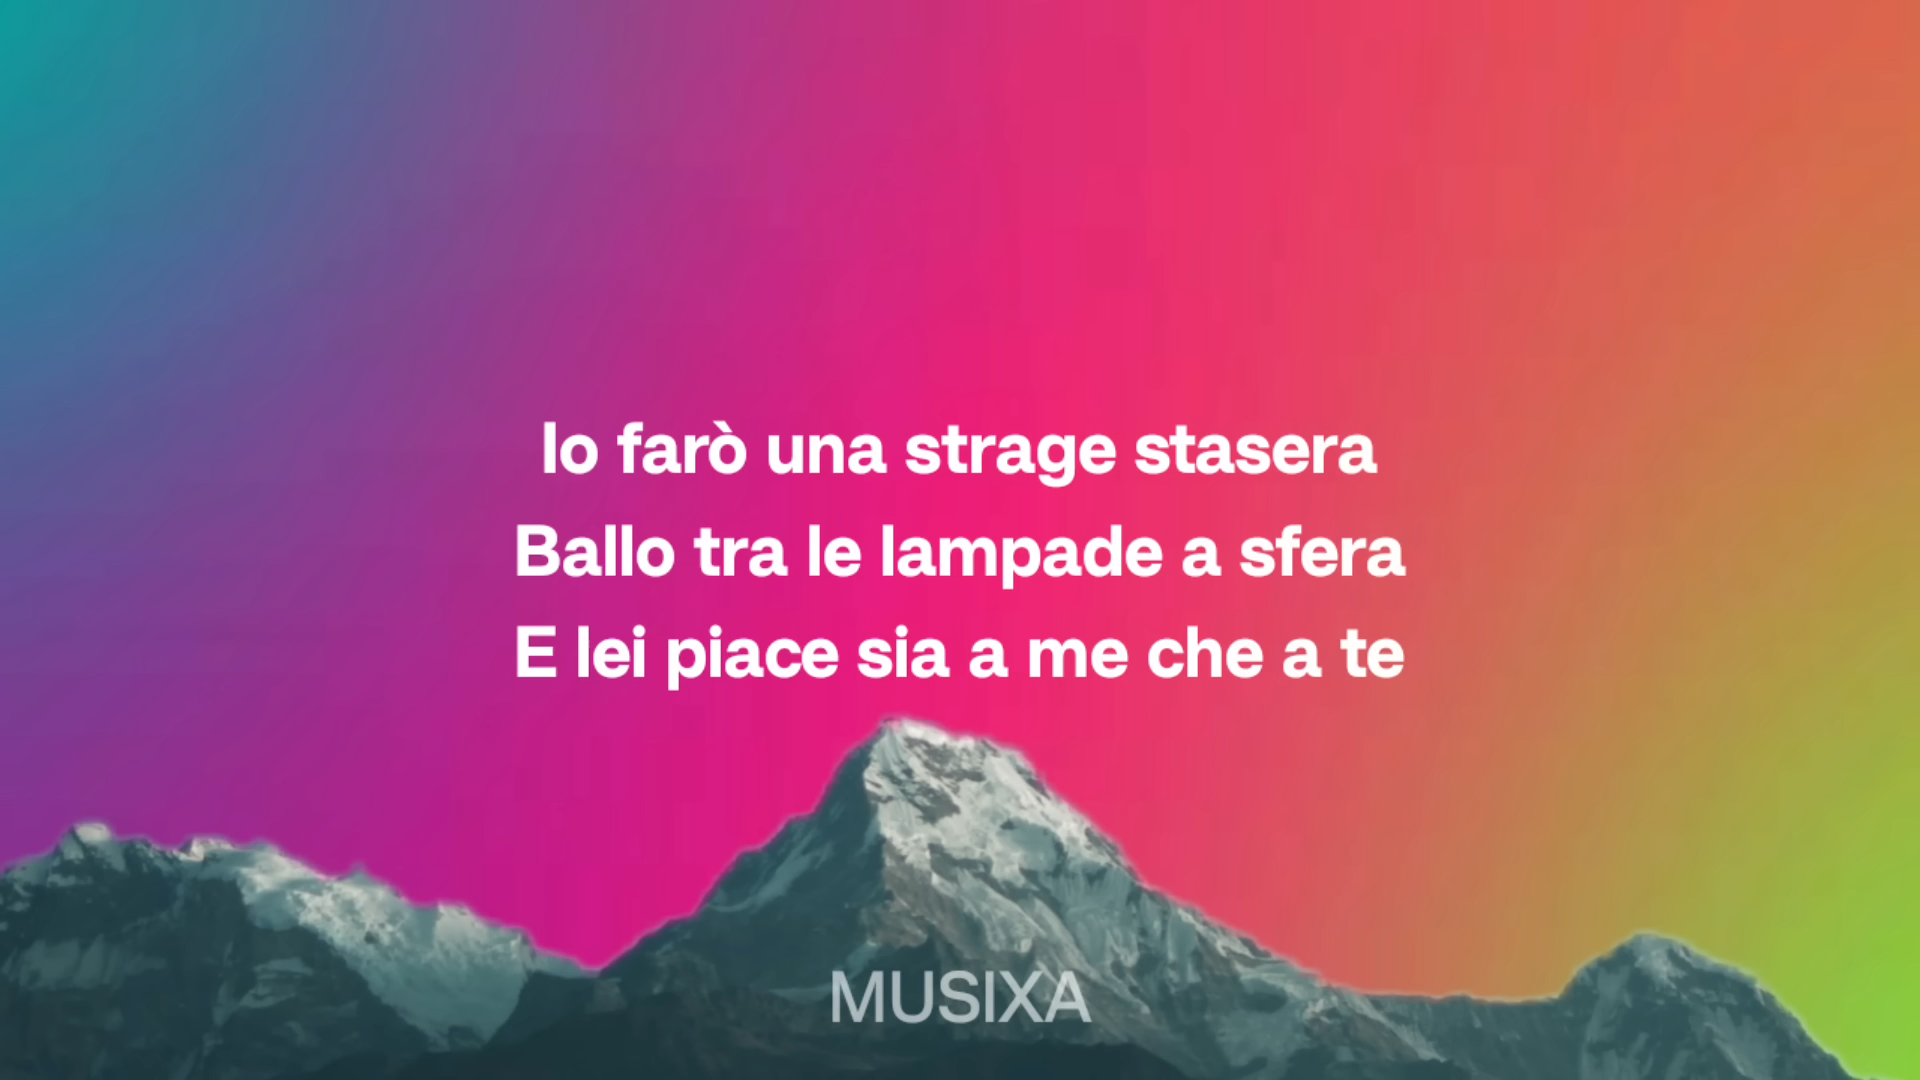 Io farò una strage stasera
Ballo tra le lampade a sfera
E lei piace sia a me che a te
MUSIXA